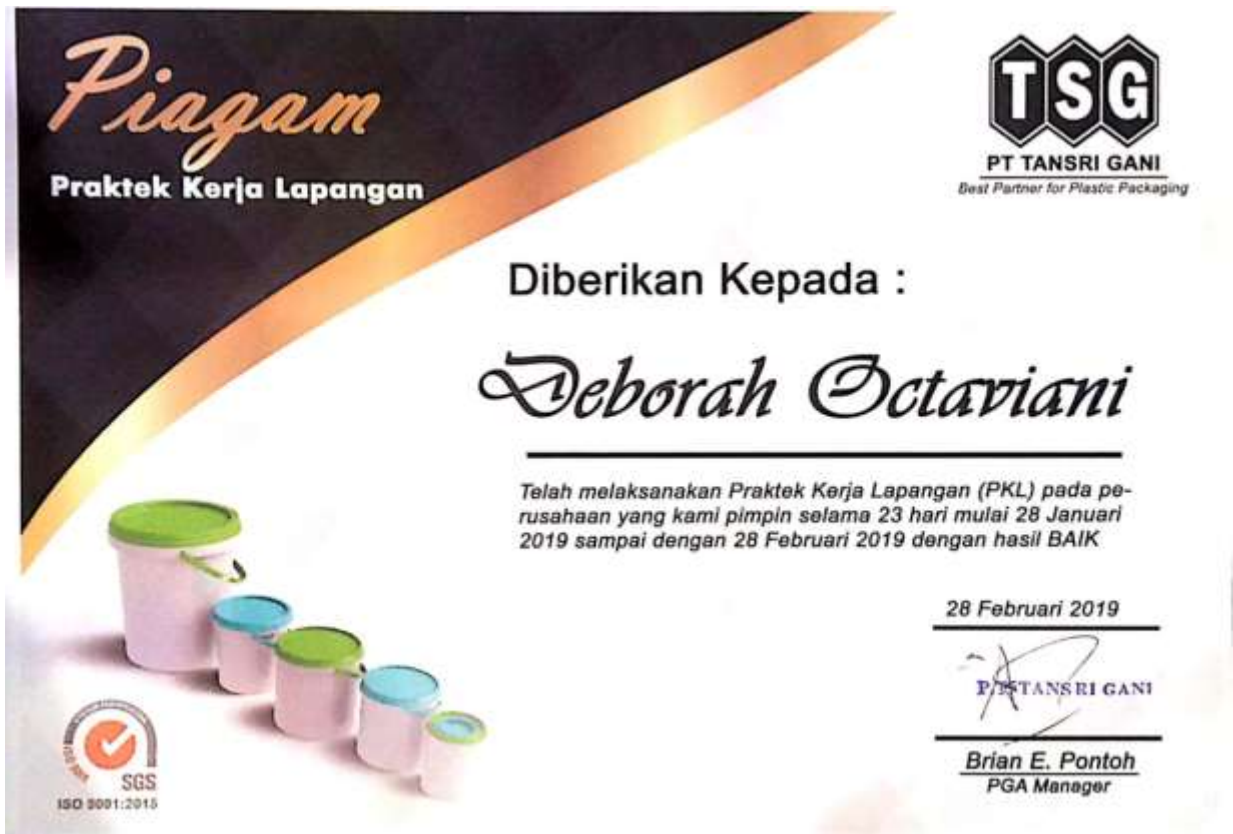 Piagam
Praktek Kerja Lapangan
TSG
PT TANSRI GANI
Best Partner for Plastic Packaging
Diberikan Kepada :
Deborah Octaviani
Telah melaksanakan Praktek Kerja Lapangan (PKL) pada pe-
rusahaan yang kami pimpin selama 23 hari mulai 28 Januari
2019 sampai dengan 28 Februari 2019 dengan hasil BAIK
28 Februari 2019
TANSRI GANI
Brian E. Pontoh
PGA Manager
SGS
ISO 9001:2015